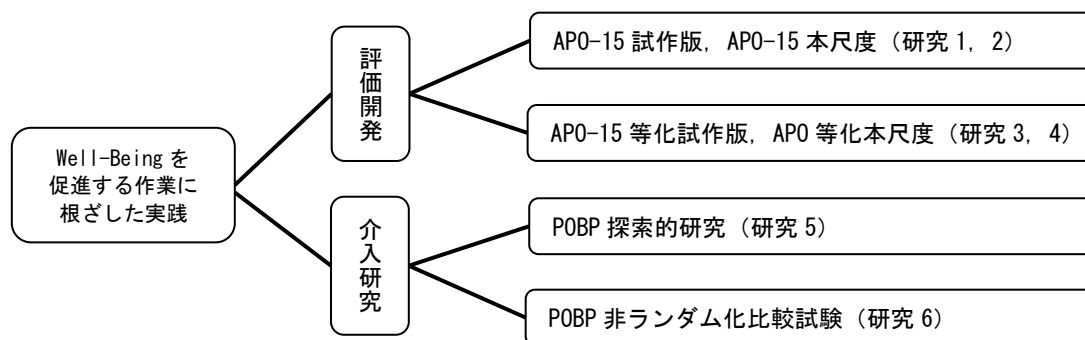 Well-Being を
促進する作業に
根ざした実践
評価開発
APO-15 試作版，APO-15 本尺度（研究 1，2）
APO-15 等化試作版，APO 等化本尺度（研究 3，4）
介入研究
POBP 探索的研究（研究 5）
POBP 非ランダム化比較試験（研究 6）